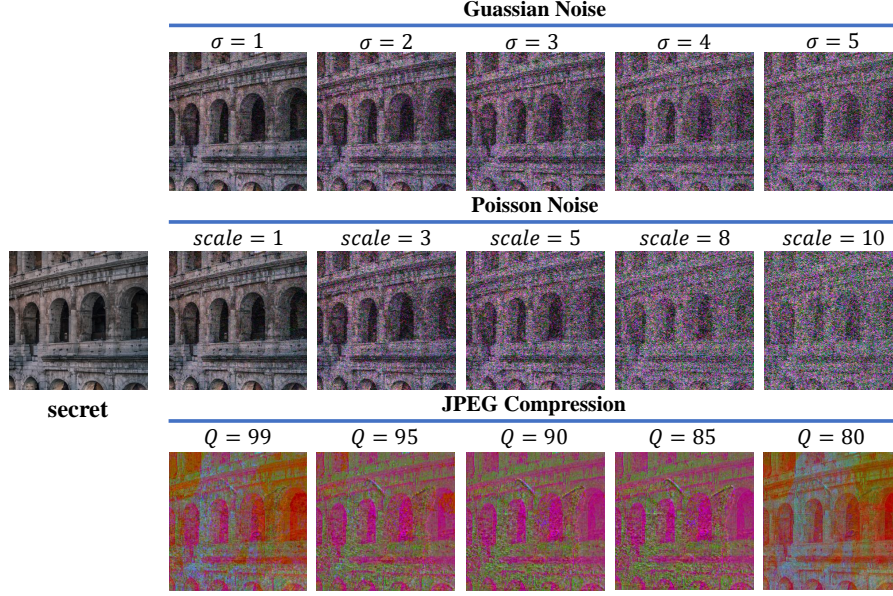 Guassian Noise
σ = 1 σ = 2 σ = 3 σ = 4 σ = 5
Poisson Noise
scale = 1 scale = 3 scale = 5 scale = 8 scale = 10
secret
JPEG Compression
Q = 99 Q = 95 Q = 90 Q = 85 Q = 80